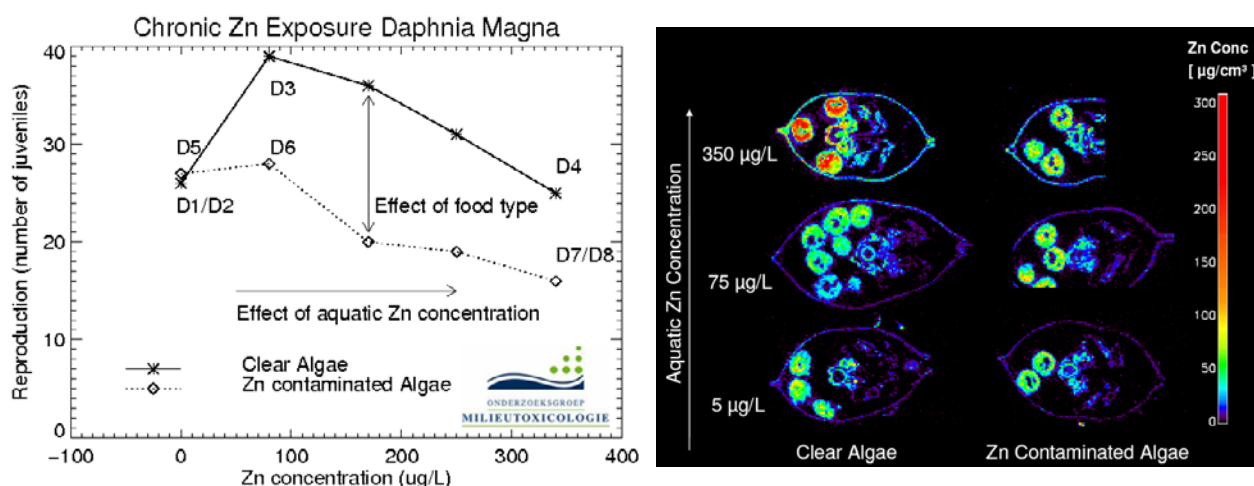 Chronic Zn Exposure Daphnia Magna
Reproduction (number of juveniles)
40
30
20
10
0
D5
D3
D6
D4
D1/D2
Effect of food type
D7/D8
Effect of aquatic Zn concentration
Clear Algae
Zn contaminated Algae
ONDERZOEKSGROEP
MILIEUTOXICOLOGIE
-100 0 100 200 300 400
Zn concentration (ug/L)
Zn Conc
[ µg/cm³ ]
300
250
200
150
100
50
0
Aquatic Zn Concentration
350 µg/L
75 µg/L
5 µg/L
Clear Algae Zn Contaminated Algae